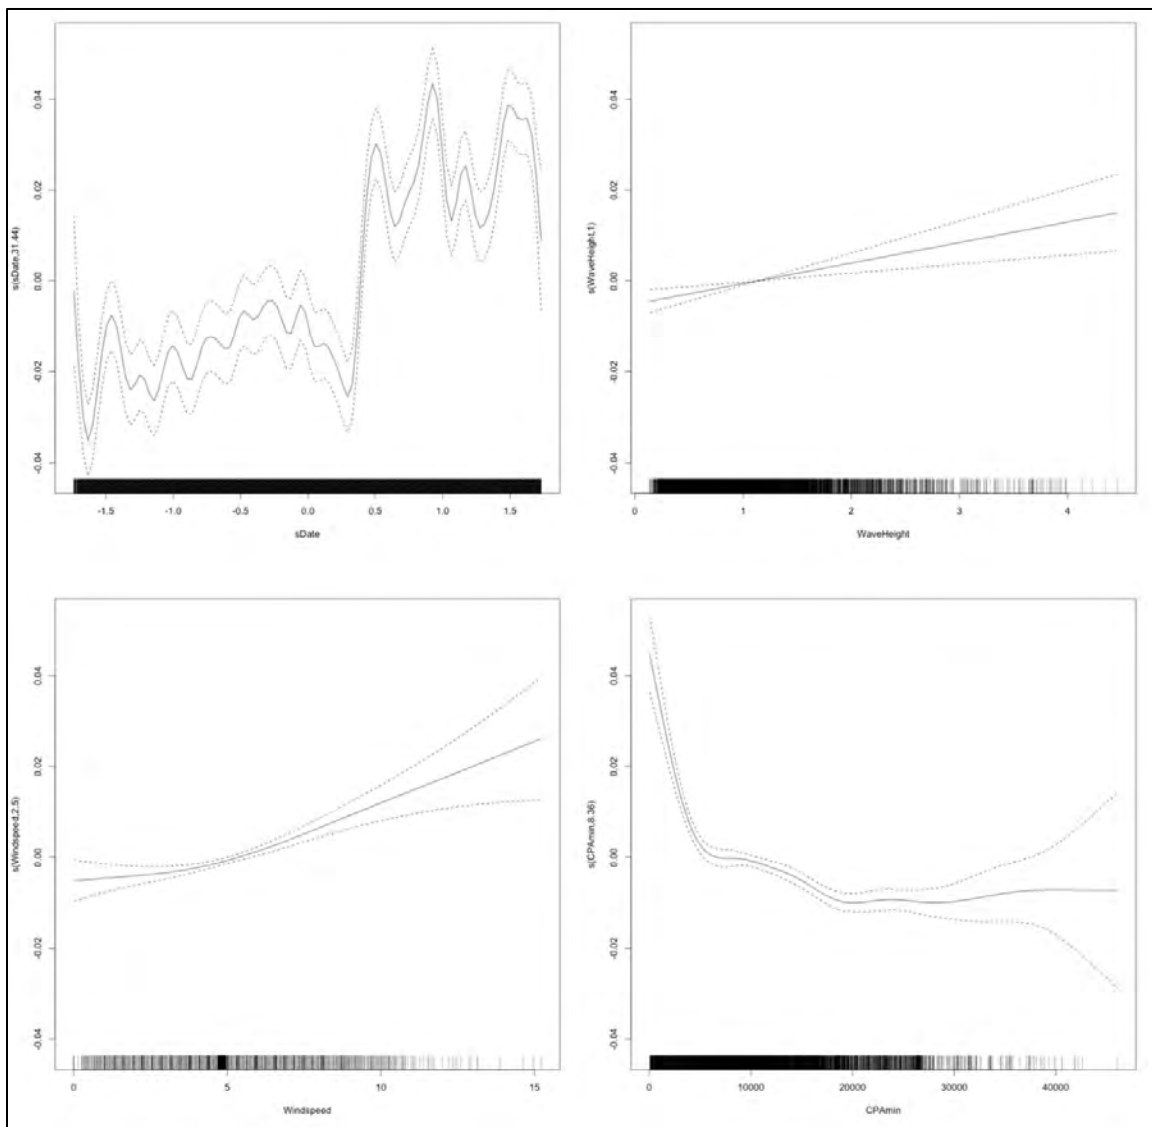 s(sDate,31.44)
0.04
0.02
0.00
-0.02
-0.04
-1.5 -1.0 -0.5 0.0 0.5 1.0 1.5
sDate
s(WaveHeight,1)
0.04
0.02
0.00
-0.02
-0.04
0 1 2 3 4
WaveHeight
s(Windspeed,2.5)
0.04
0.02
0.00
-0.02
-0.04
0 5 10 15
Windspeed
s(CPAmin,8.36)
0.04
0.02
0.00
-0.02
-0.04
0 10000 20000 30000 40000
CPAmin